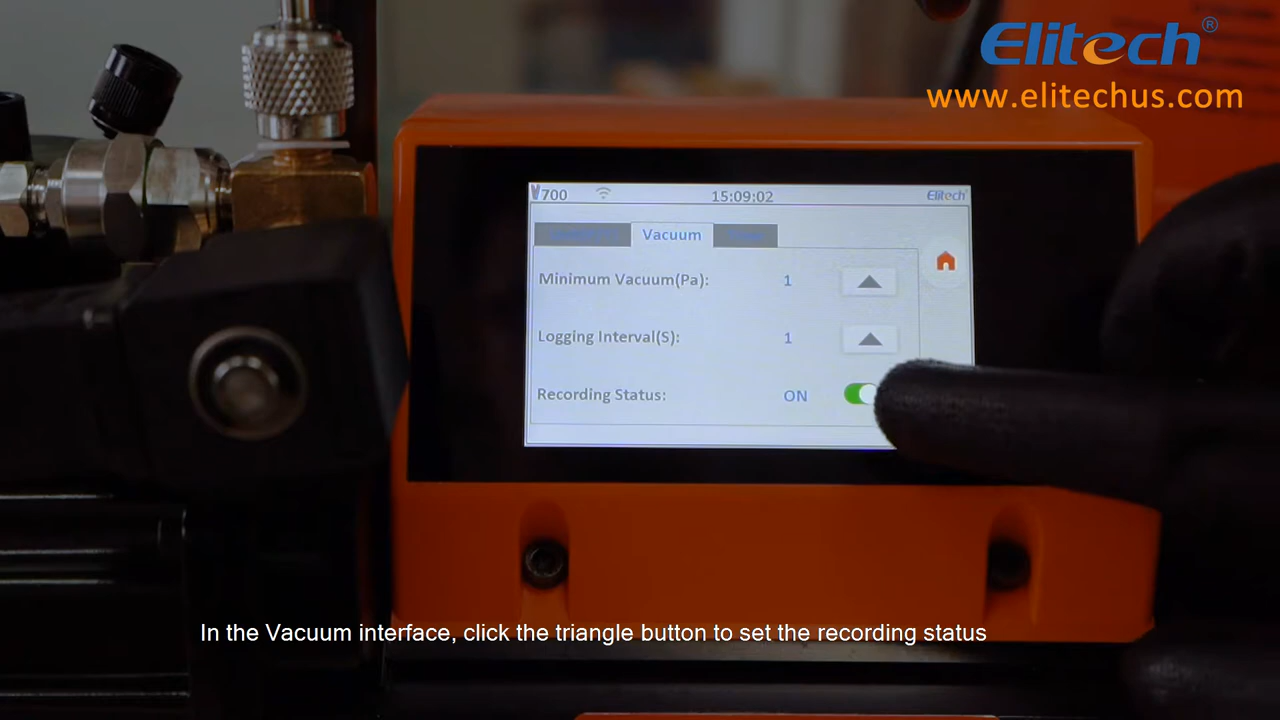 Elitech®
www.elitechus.com
V700
15:09:02
Elitech
Vacuum
Minimum Vacuum(Pa): 1
Logging Interval(S): 1
Recording Status: ON
In the Vacuum interface, click the triangle button to set the recording status